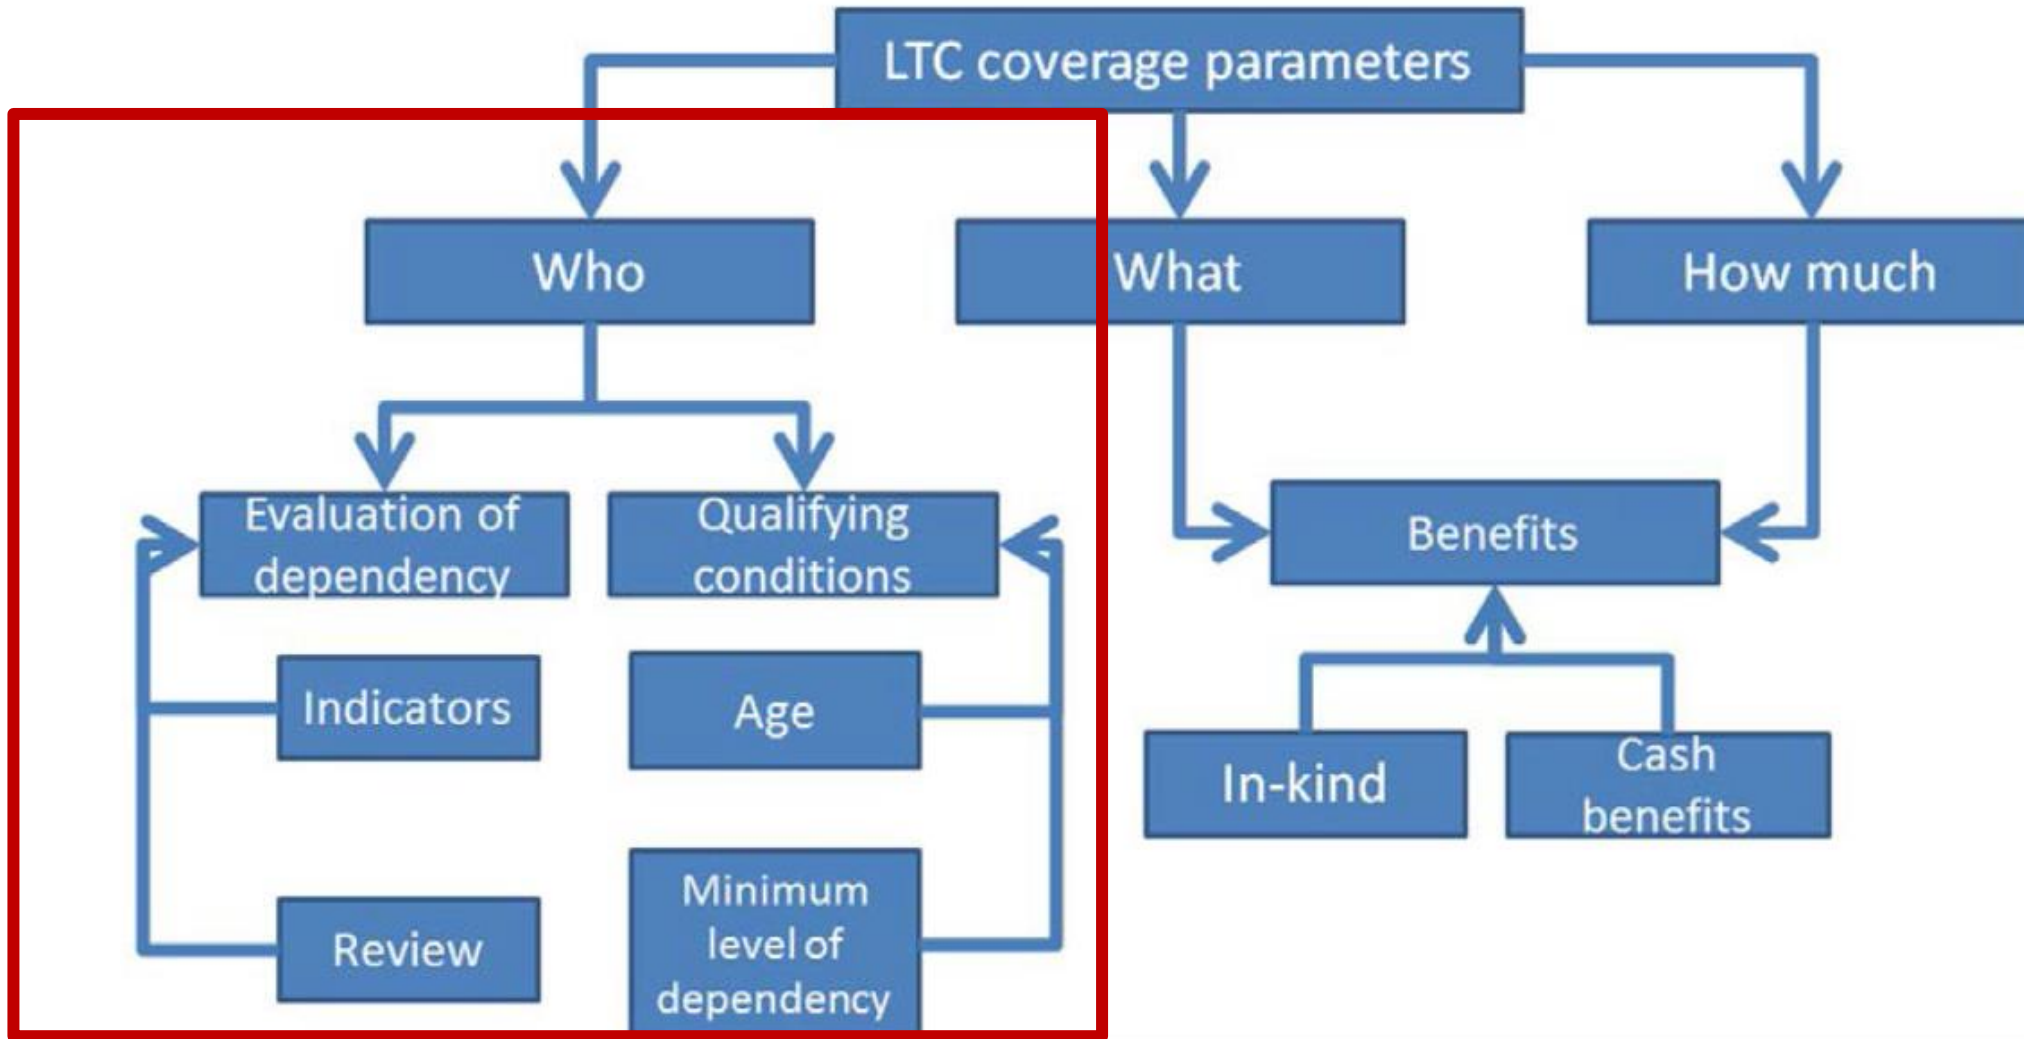 LTC coverage parameters
Who
What
How much
Evaluation of
dependency
Qualifying
conditions
Benefits
Indicators
Age
In-kind
Cash
benefits
Review
Minimum
level of
dependency